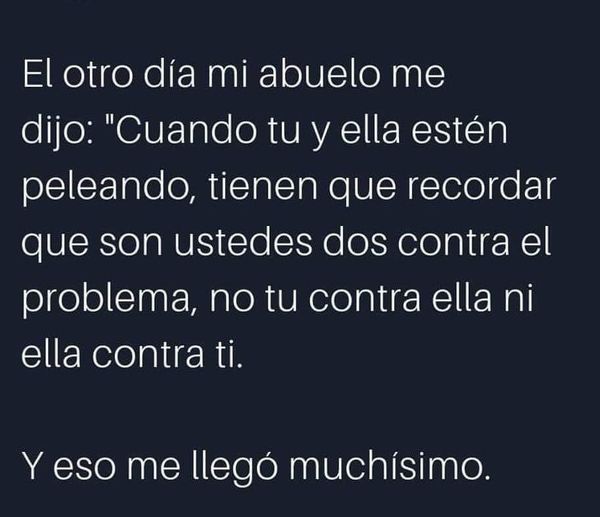 El otro día mi abuelo me
dijo: "Cuando tu y ella estén
peleando, tienen que recordar
que son ustedes dos contra el
problema, no tu contra ella ni
ella contra ti.
Y eso me llegó muchísimo.